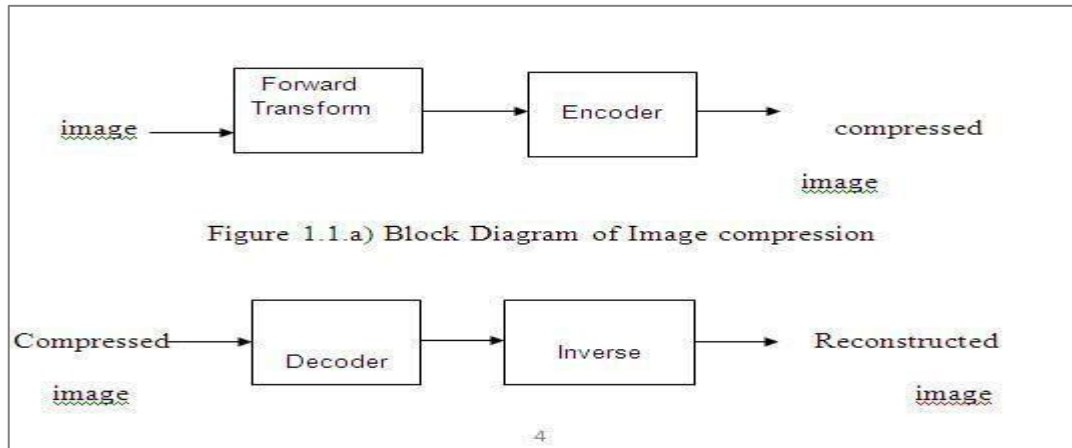 Forward
Transform
Encoder
image
compressed
image
Figure 1.1.a) Block Diagram of Image compression
Compressed
image
Decoder
Inverse
Reconstructed
image
4